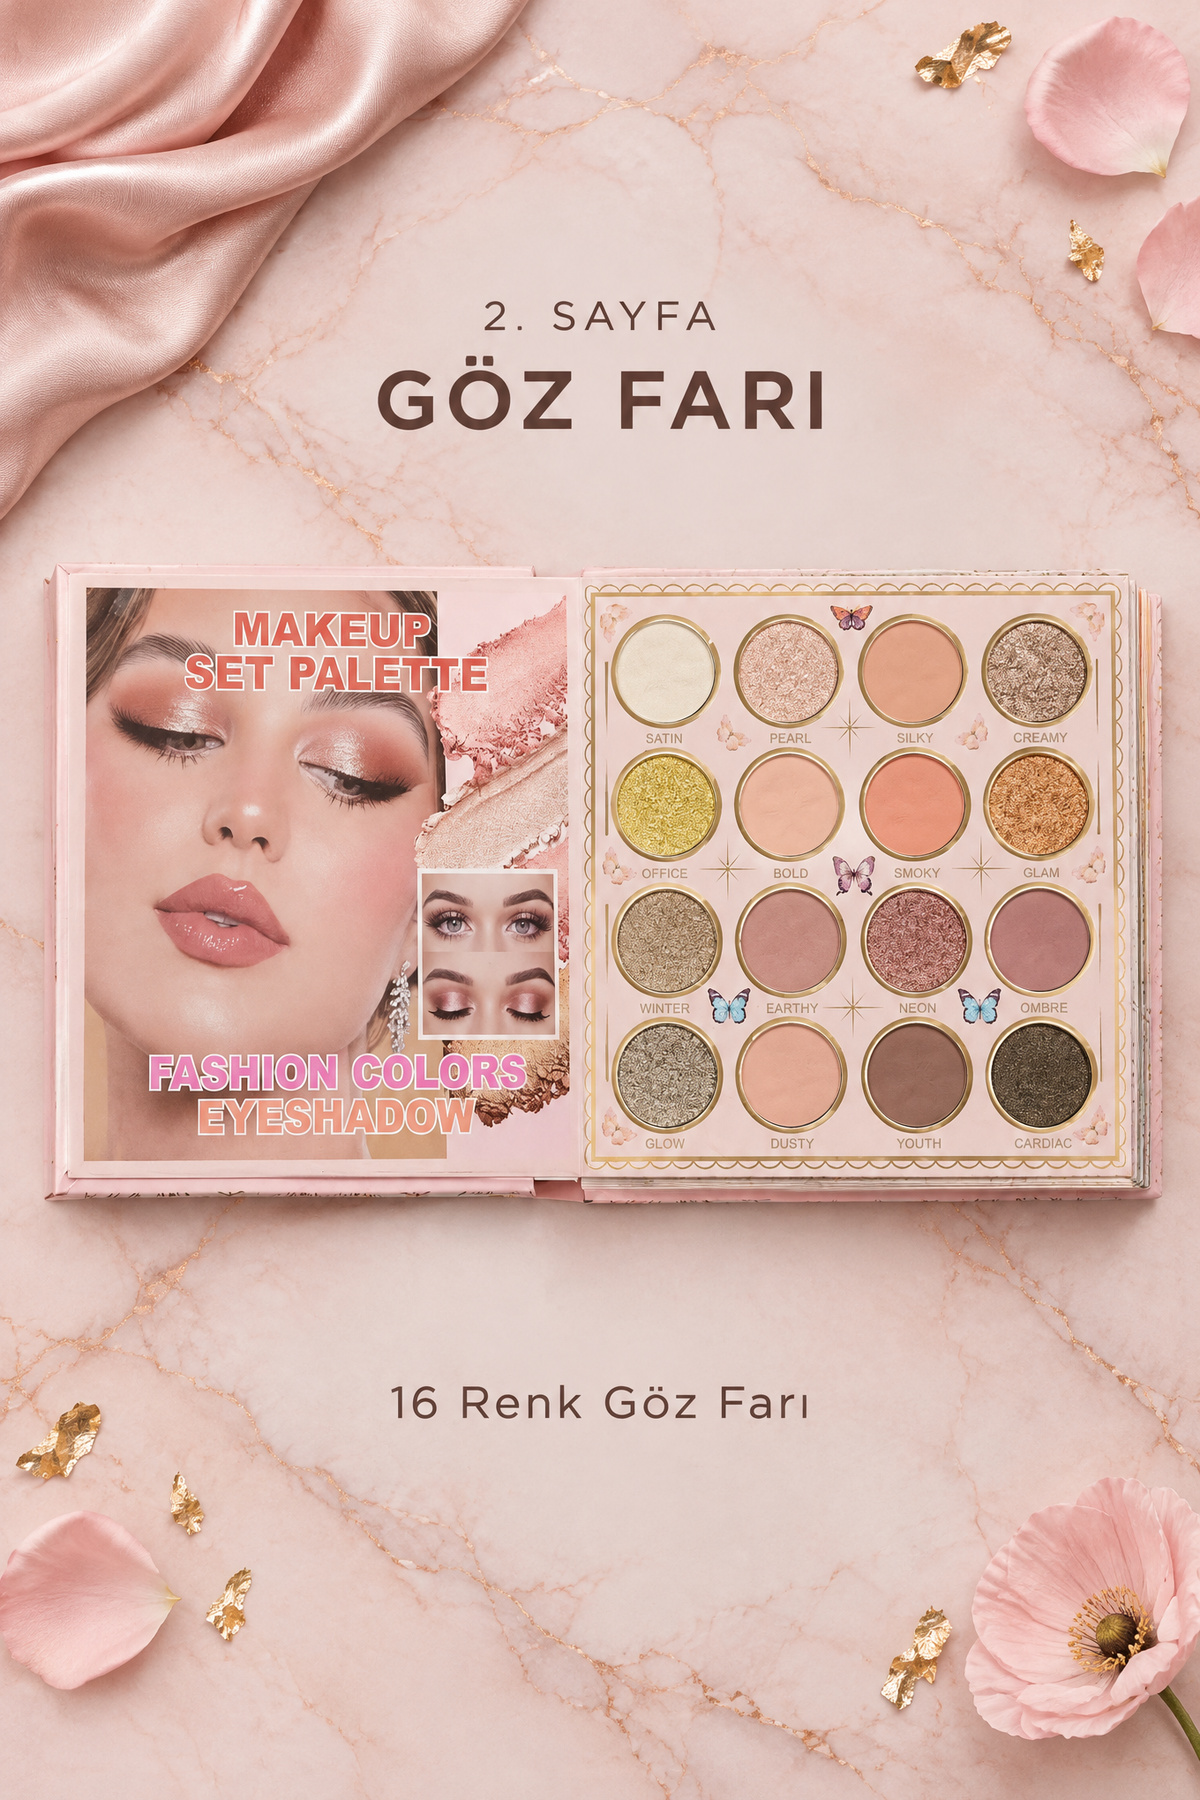 2. SAYFA
GÖZ FARI
MAKEUP
SET PALETTE
FASHION COLORS
EYESHADOW
SATIN PEARL SILKY CREAMY
OFFICE BOLD SMOKY GLAM
WINTER EARTHY NEON OMBRE
GLOW DUSTY YOUTH CARDIAC
16 Renk Göz Farı